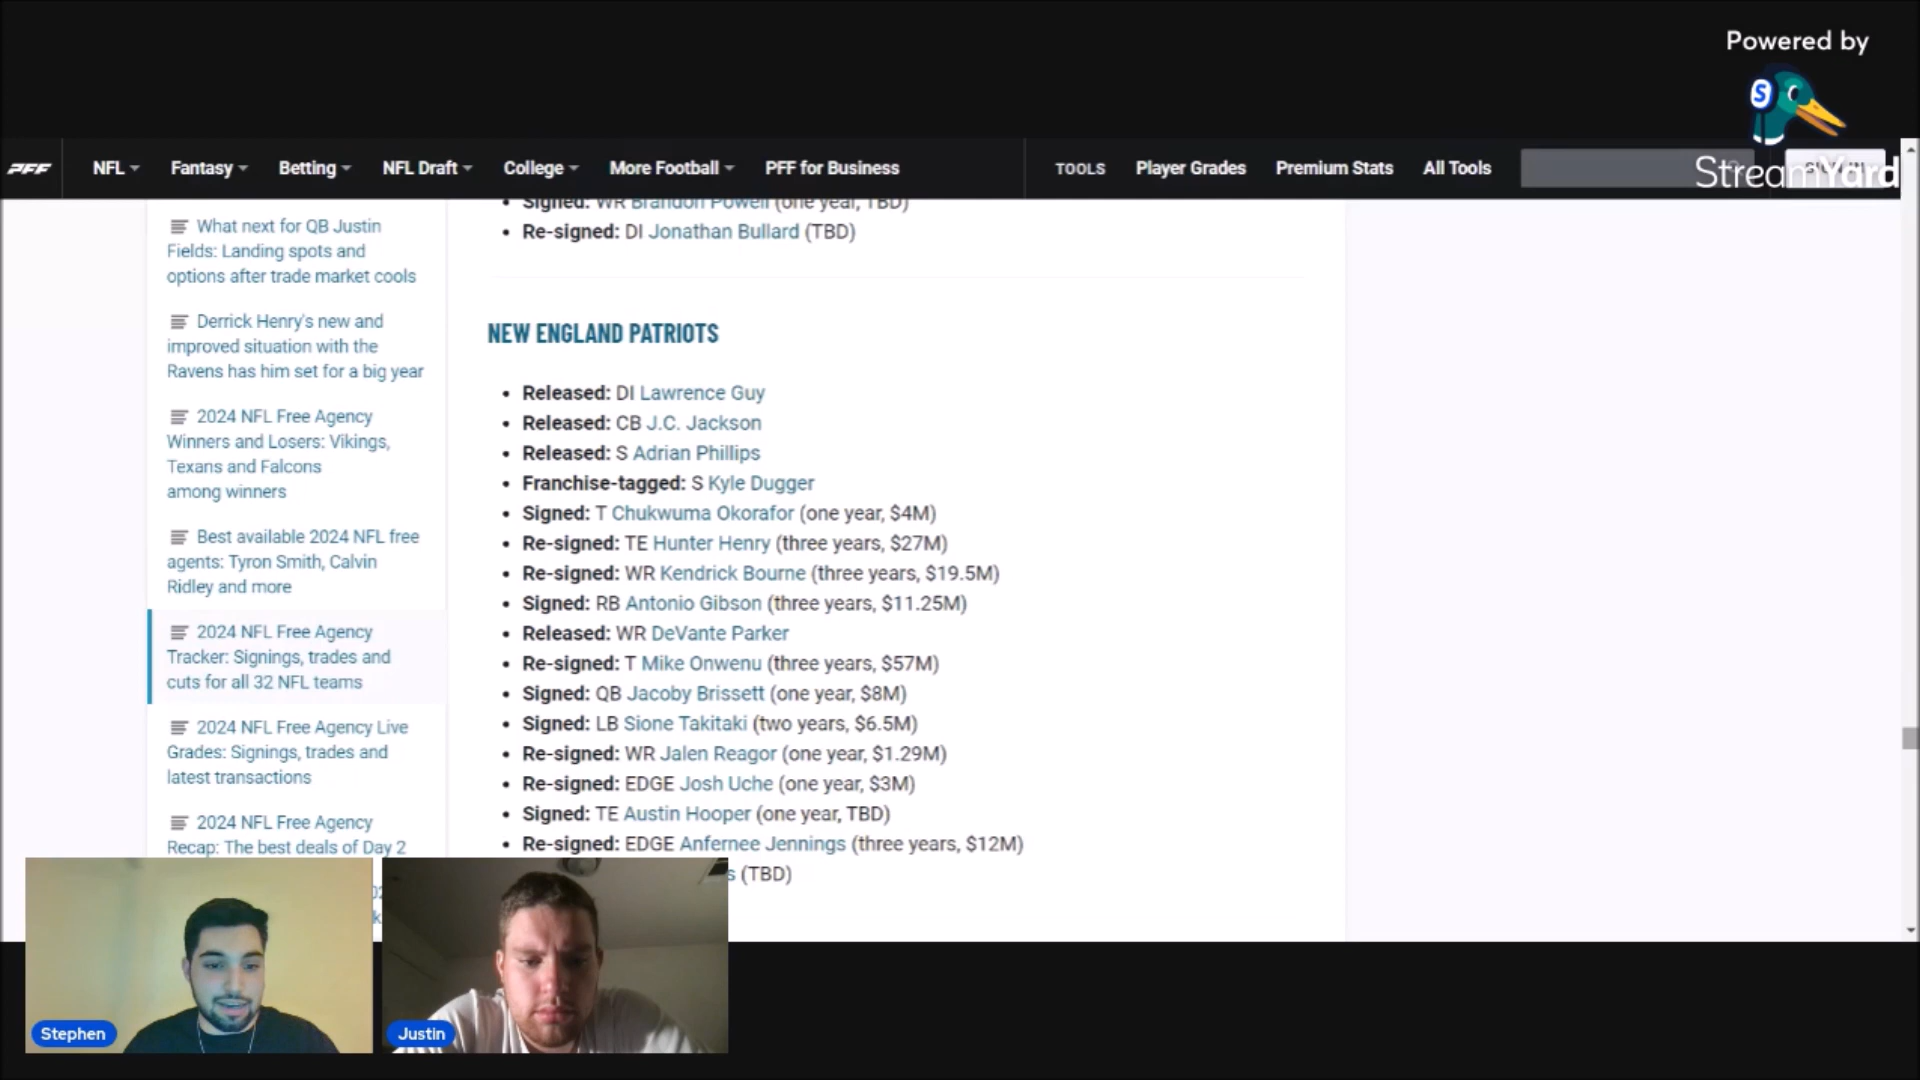 Powered by
StreamYard
PFF NFL Fantasy Betting NFL Draft College More Football PFF for Business TOOLS Player Grades Premium Stats All Tools
What next for QB Justin
Fields: Landing spots and
options after trade market cools
Derrick Henry's new and
improved situation with the
Ravens has him set for a big year
2024 NFL Free Agency
Winners and Losers: Vikings,
Texans and Falcons
among winners
Best available 2024 NFL free
agents: Tyron Smith, Calvin
Ridley and more
2024 NFL Free Agency
Tracker: Signings, trades and
cuts for all 32 NFL teams
2024 NFL Free Agency Live
Grades: Signings, trades and
latest transactions
2024 NFL Free Agency
Recap: The best deals of Day 2
• Signed: WR Brandon Powell (one year, TBD)
• Re-signed: DI Jonathan Bullard (TBD)
NEW ENGLAND PATRIOTS
• Released: DI Lawrence Guy
• Released: CB J.C. Jackson
• Released: S Adrian Phillips
• Franchise-tagged: S Kyle Dugger
• Signed: T Chukwuma Okorafor (one year, $4M)
• Re-signed: TE Hunter Henry (three years, $27M)
• Re-signed: WR Kendrick Bourne (three years, $19.5M)
• Signed: RB Antonio Gibson (three years, $11.25M)
• Released: WR DeVante Parker
• Re-signed: T Mike Onwenu (three years, $57M)
• Signed: QB Jacoby Brissett (one year, $8M)
• Signed: LB Sione Takitaki (two years, $6.5M)
• Re-signed: WR Jalen Reagor (one year, $1.29M)
• Re-signed: EDGE Josh Uche (one year, $3M)
• Signed: TE Austin Hooper (one year, TBD)
• Re-signed: EDGE Anfernee Jennings (three years, $12M)
s (TBD)
Stephen
Justin